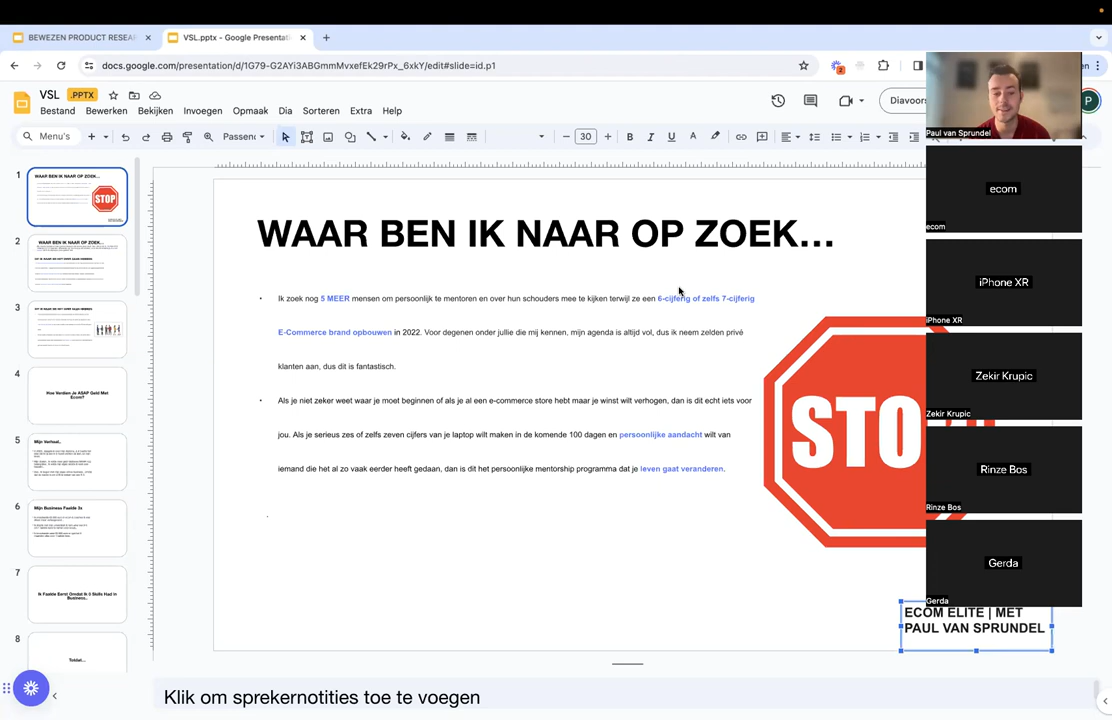 BEWEZEN PRODUCT RESEA
VSL.pptx - Google Presentati
docs.google.com/presentation/d/1G79-G2AYi3ABGmmMvxefEk29rPx_6xkY/edit#slide=id.p1
VSL .PPTX
Bestand Bewerken Bekijken Invoegen Opmaak Dia Sorteren Extra Help
Diavoors
P
Menu's
Passend
30
1
WAAR BEN IK NAAR OP ZOEK...
STOP
2
WAAR BEN IK NAAR OP ZOEK...
3
4
How Verdien Je ASAP Geld Met
Ecom?
5
Mijn Verhaal..
6
Mijn Business Faalde 3x
7
Ik Faalde Eerst Omdat Ik 0 Skills Had in
Business..
8
Totdat...
WAAR BEN IK NAAR OP ZOEK...
• Ik zoek nog 5 MEER mensen om persoonlijk te mentoren en over hun schouders mee te kijken terwijl ze een 6-cijferig of zelfs 7-cijferig
E-Commerce brand opbouwen in 2022. Voor degenen onder jullie die mij kennen, mijn agenda is altijd vol, dus ik neem zelden privé
klanten aan, dus dit is fantastisch.
• Als je niet zeker weet waar je moet beginnen of als je al een e-commerce store hebt maar je winst wilt verhogen, dan is dit echt iets voor
jou. Als je serieus zes of zelfs zeven cijfers van je laptop wilt maken in de komende 100 dagen en persoonlijke aandacht wilt van
iemand die het al zo vaak eerder heeft gedaan, dan is dit het persoonlijke mentorship programma dat je leven gaat veranderen.
STO
ECOM ELITE | MET
PAUL VAN SPRUNDEL
Klik om sprekernotities toe te voegen
Paul van Sprundel
ecom
ecom
iPhone XR
iPhone XR
Zekir Krupic
Zekir Krupic
Rinze Bos
Rinze Bos
Gerda
Gerda